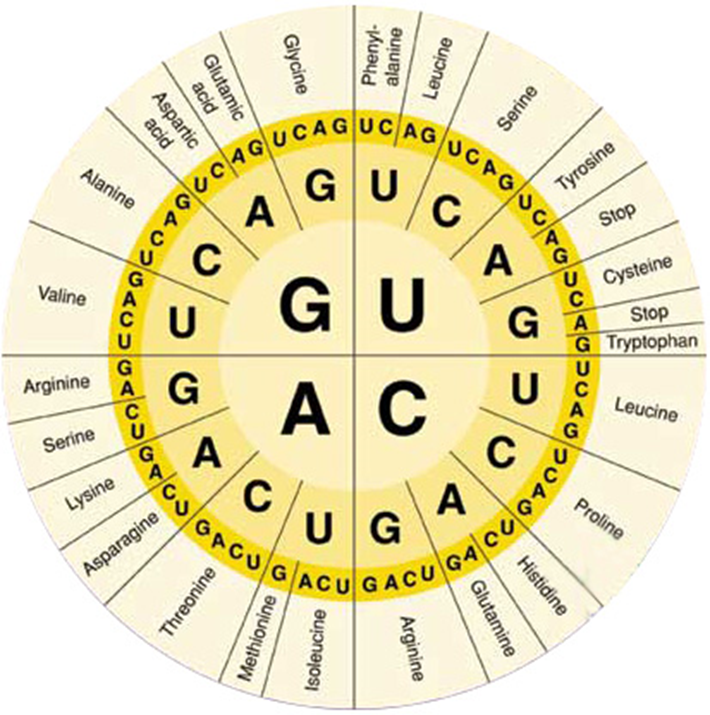 Phenyl-
alanine
Leucine
Serine
Tyrosine
Stop
Cysteine
Stop
Tryptophan
Leucine
Proline
Histidine
Glutamine
Arginine
Isoleucine
Methionine
Threonine
Asparagine
Lysine
Serine
Arginine
Valine
Alanine
Aspartic
acid
Glutamic
acid
Glycine
U C A G U C A G U C A G U C A G
U C A G U C A G U C A G U C A G
U C A G U C A G U C A G U C A G
U C A G U C A G U C A G U C A G
U C A G
U C A G
U C A G
U C A G
G U
A C